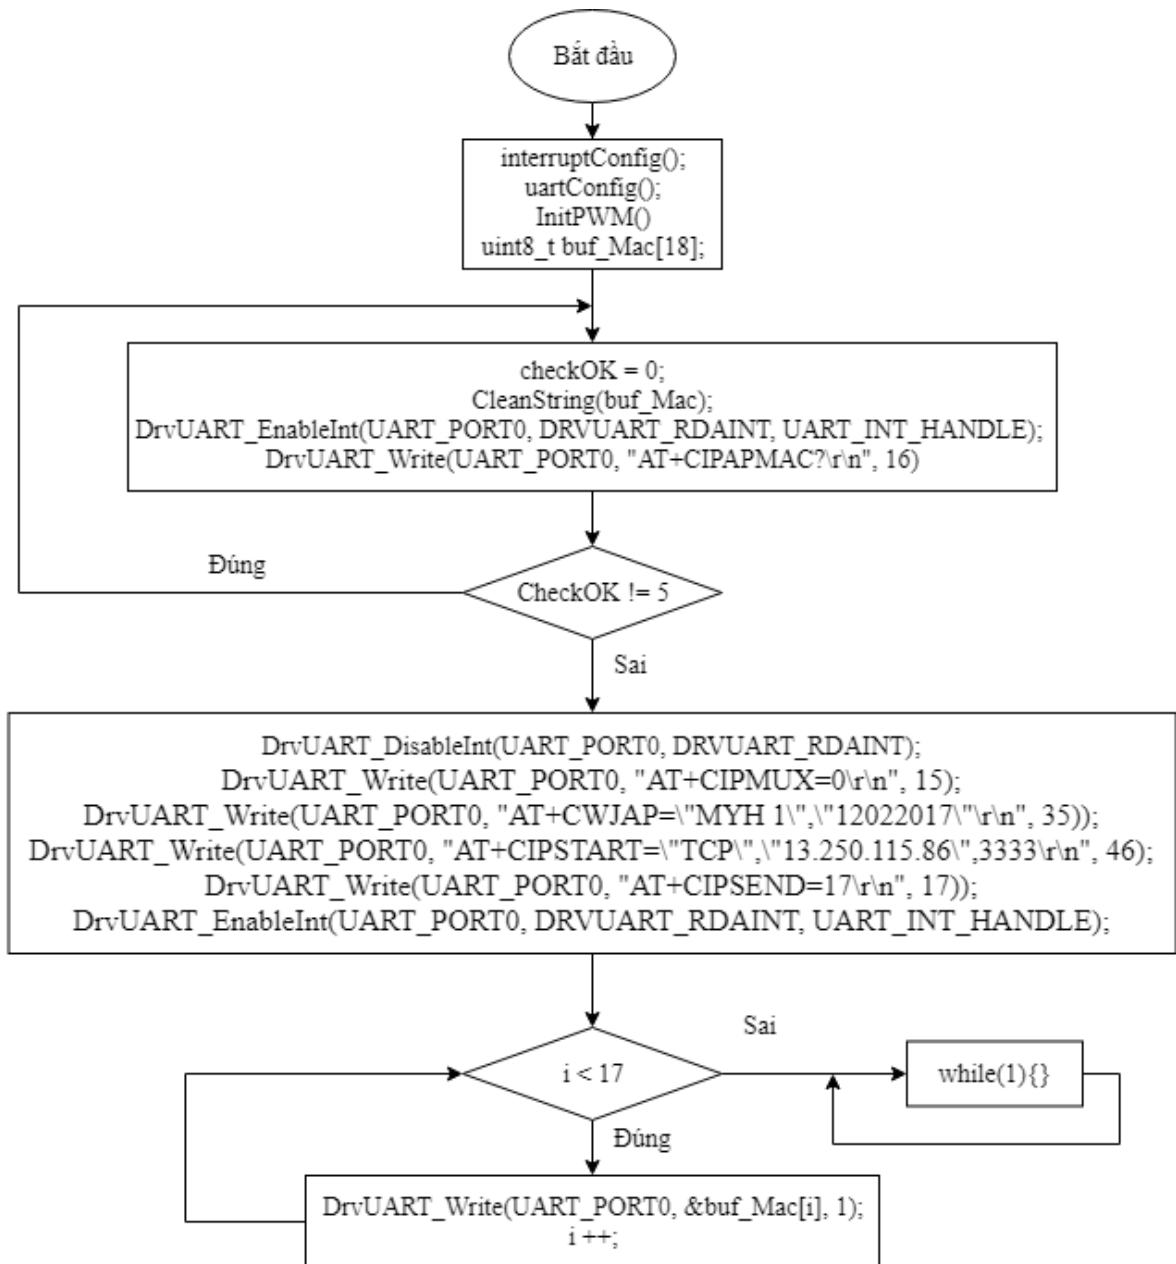 Bắt đầu
interruptConfig();
uartConfig();
InitPWM()
uint8_t buf_Mac[18];
checkOK = 0;
CleanString(buf_Mac);
DrvUART_EnableInt(UART_PORT0, DRVUART_RDAINT, UART_INT_HANDLE);
DrvUART_Write(UART_PORT0, "AT+CIPAPMAC?\r\n", 16)
Đúng
CheckOK != 5
Sai
DrvUART_DisableInt(UART_PORT0, DRVUART_RDAINT);
DrvUART_Write(UART_PORT0, "AT+CIPMUX=0\r\n", 15);
DrvUART_Write(UART_PORT0, "AT+CWJAP=\"MYH 1\",\"12022017\"\r\n", 35));
DrvUART_Write(UART_PORT0, "AT+CIPSTART=\"TCP\",\"13.250.115.86\",3333\r\n", 46);
DrvUART_Write(UART_PORT0, "AT+CIPSEND=17\r\n", 17));
DrvUART_EnableInt(UART_PORT0, DRVUART_RDAINT, UART_INT_HANDLE);
Sai
i < 17
while(1){}
Đúng
DrvUART_Write(UART_PORT0, &buf_Mac[i], 1);
i ++;